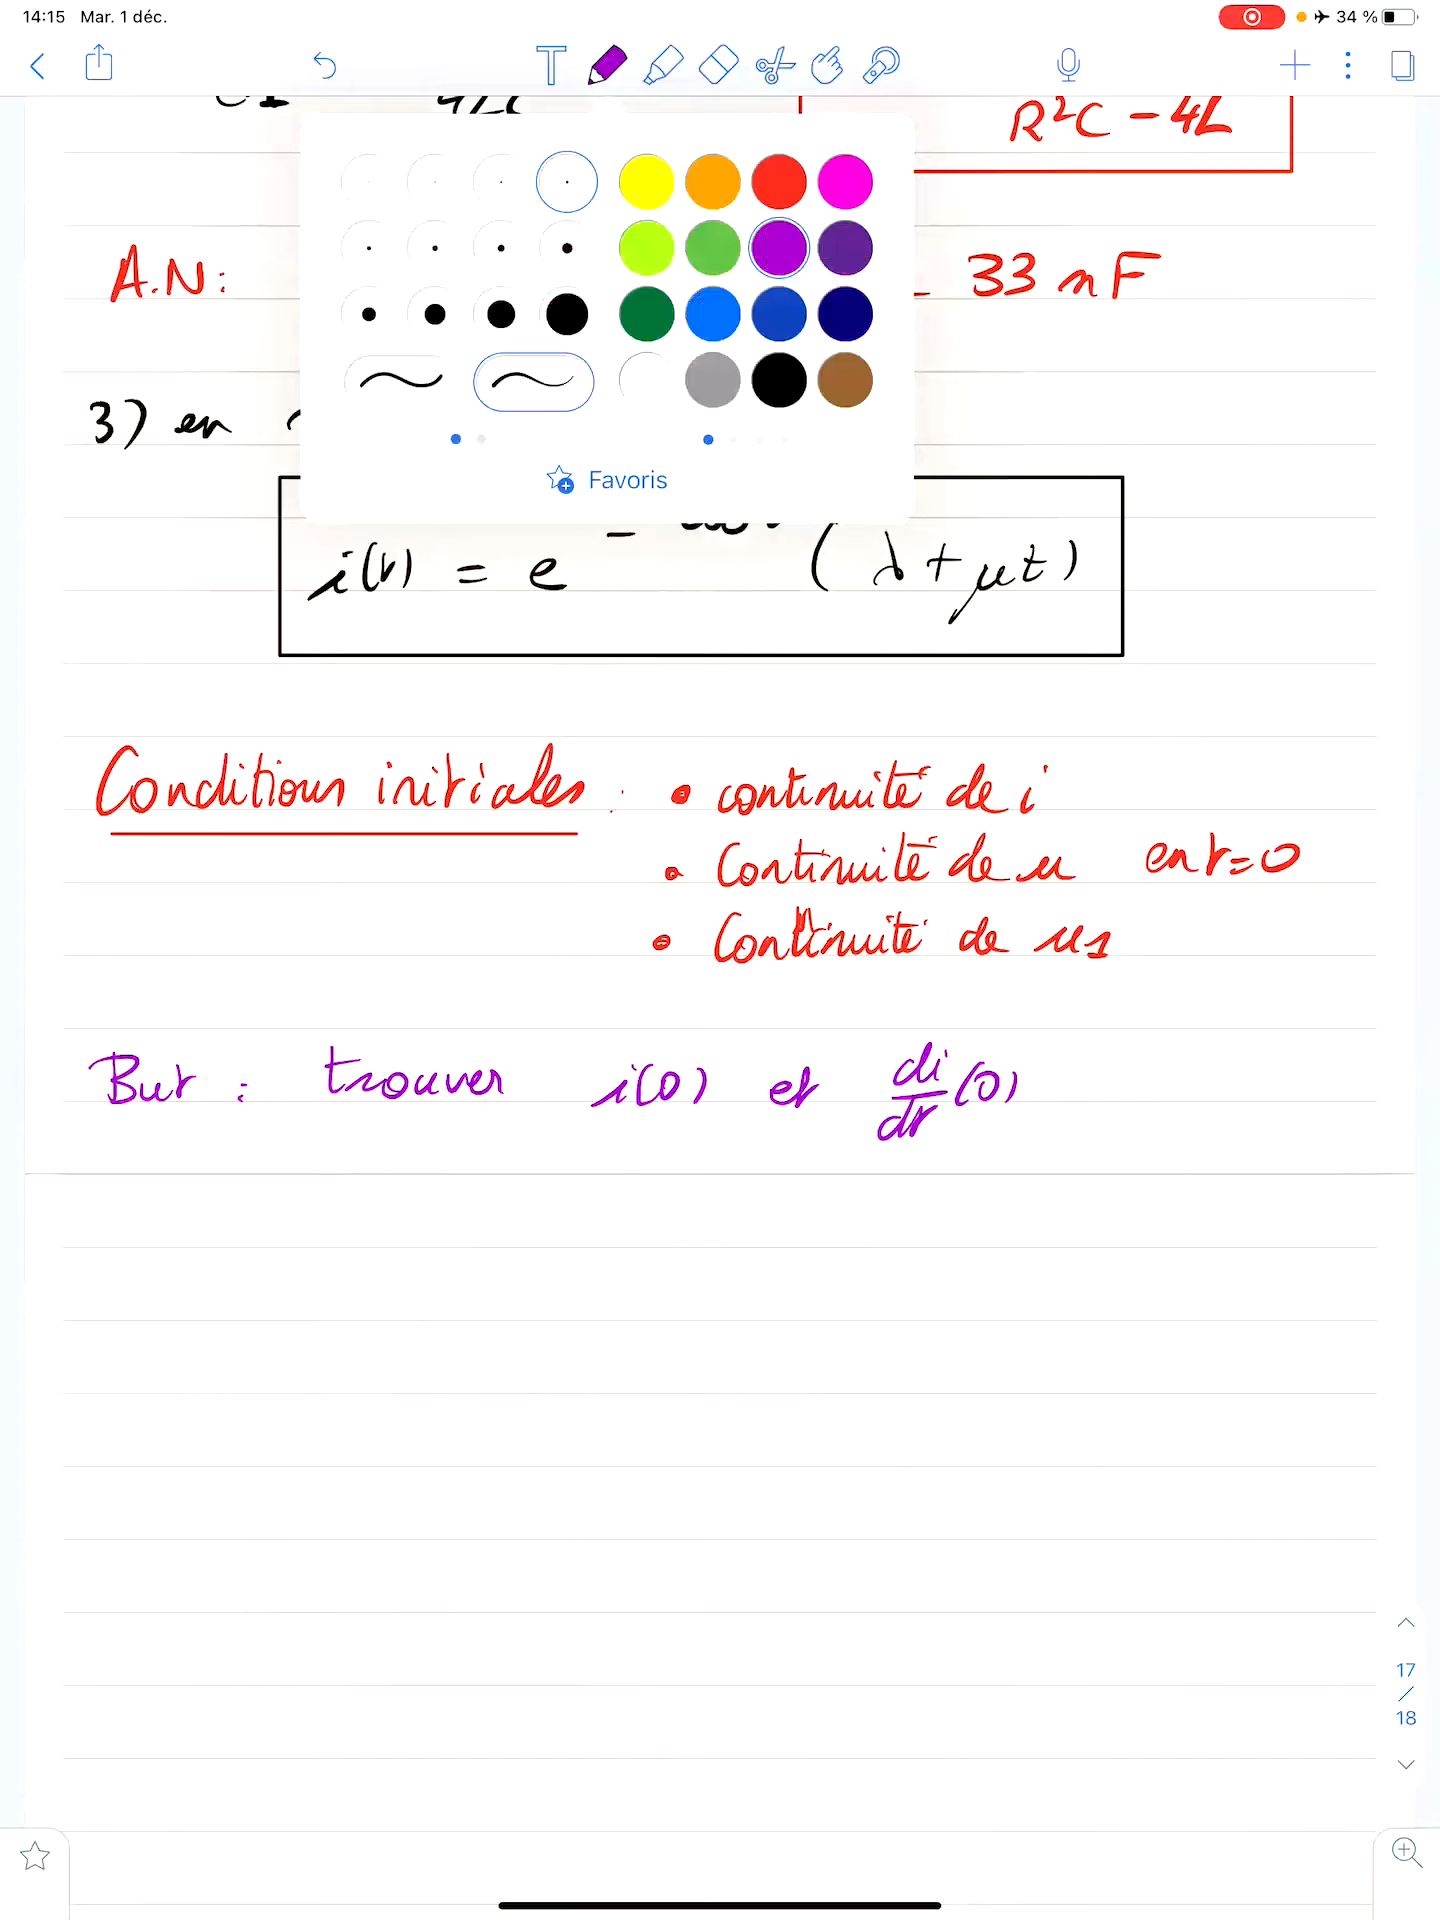 14:15 Mar. 1 déc. 34 %
R²C - 4L
A.N: 33 nF
3) en
Favoris
i(t) = e^- (λ + μt)
Conditions initiales : • continuité de i
• Continuité de u en t=0
• Continuité de u1
But : trouver i(0) et di/dt (0)
17
/
18